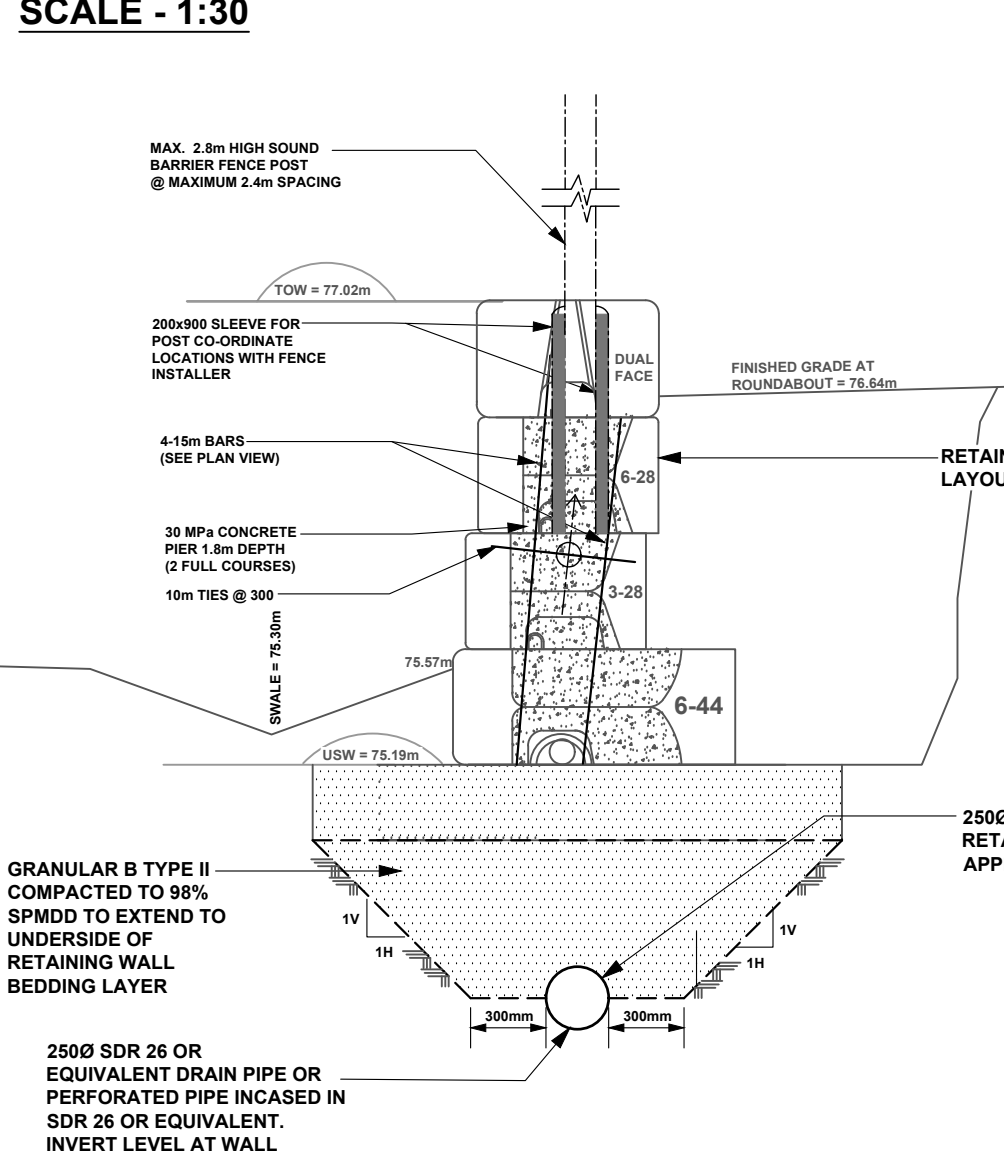 SCALE - 1:30
MAX. 2.8m HIGH SOUND
BARRIER FENCE POST
@ MAXIMUM 2.4m SPACING
TOW = 77.02m
200x900 SLEEVE FOR
POST CO-ORDINATE
LOCATIONS WITH FENCE
INSTALLER
DUAL
FACE
FINISHED GRADE AT
ROUNDABOUT = 76.64m
4-15m BARS
(SEE PLAN VIEW)
6-28
RETAIN
LAYOU
30 MPa CONCRETE
PIER 1.8m DEPTH
(2 FULL COURSES)
10m TIES @ 300
3-28
SWALE = 75.30m
75.57m
6-44
USW = 75.19m
250Ø
RETA
APP
GRANULAR B TYPE II
COMPACTED TO 98%
SPMDD TO EXTEND TO
UNDERSIDE OF
RETAINING WALL
BEDDING LAYER
1V
1H
1V
1H
300mm
300mm
250Ø SDR 26 OR
EQUIVALENT DRAIN PIPE OR
PERFORATED PIPE INCASED IN
SDR 26 OR EQUIVALENT.
INVERT LEVEL AT WALL